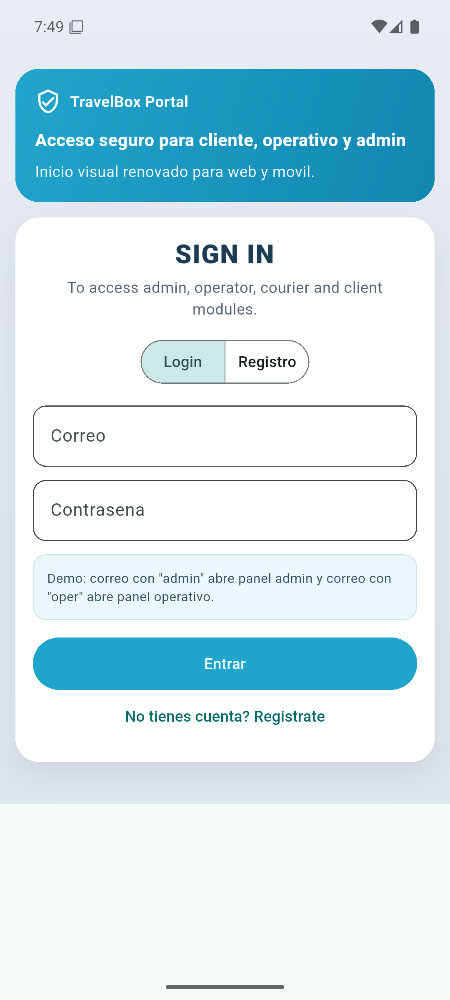 7:49
TravelBox Portal
Acceso seguro para cliente, operativo y admin
Inicio visual renovado para web y movil.
SIGN IN
To access admin, operator, courier and client
modules.
Login
Registro
Correo
Contrasena
Demo: correo con "admin" abre panel admin y correo con
"oper" abre panel operativo.
Entrar
No tienes cuenta? Registrate